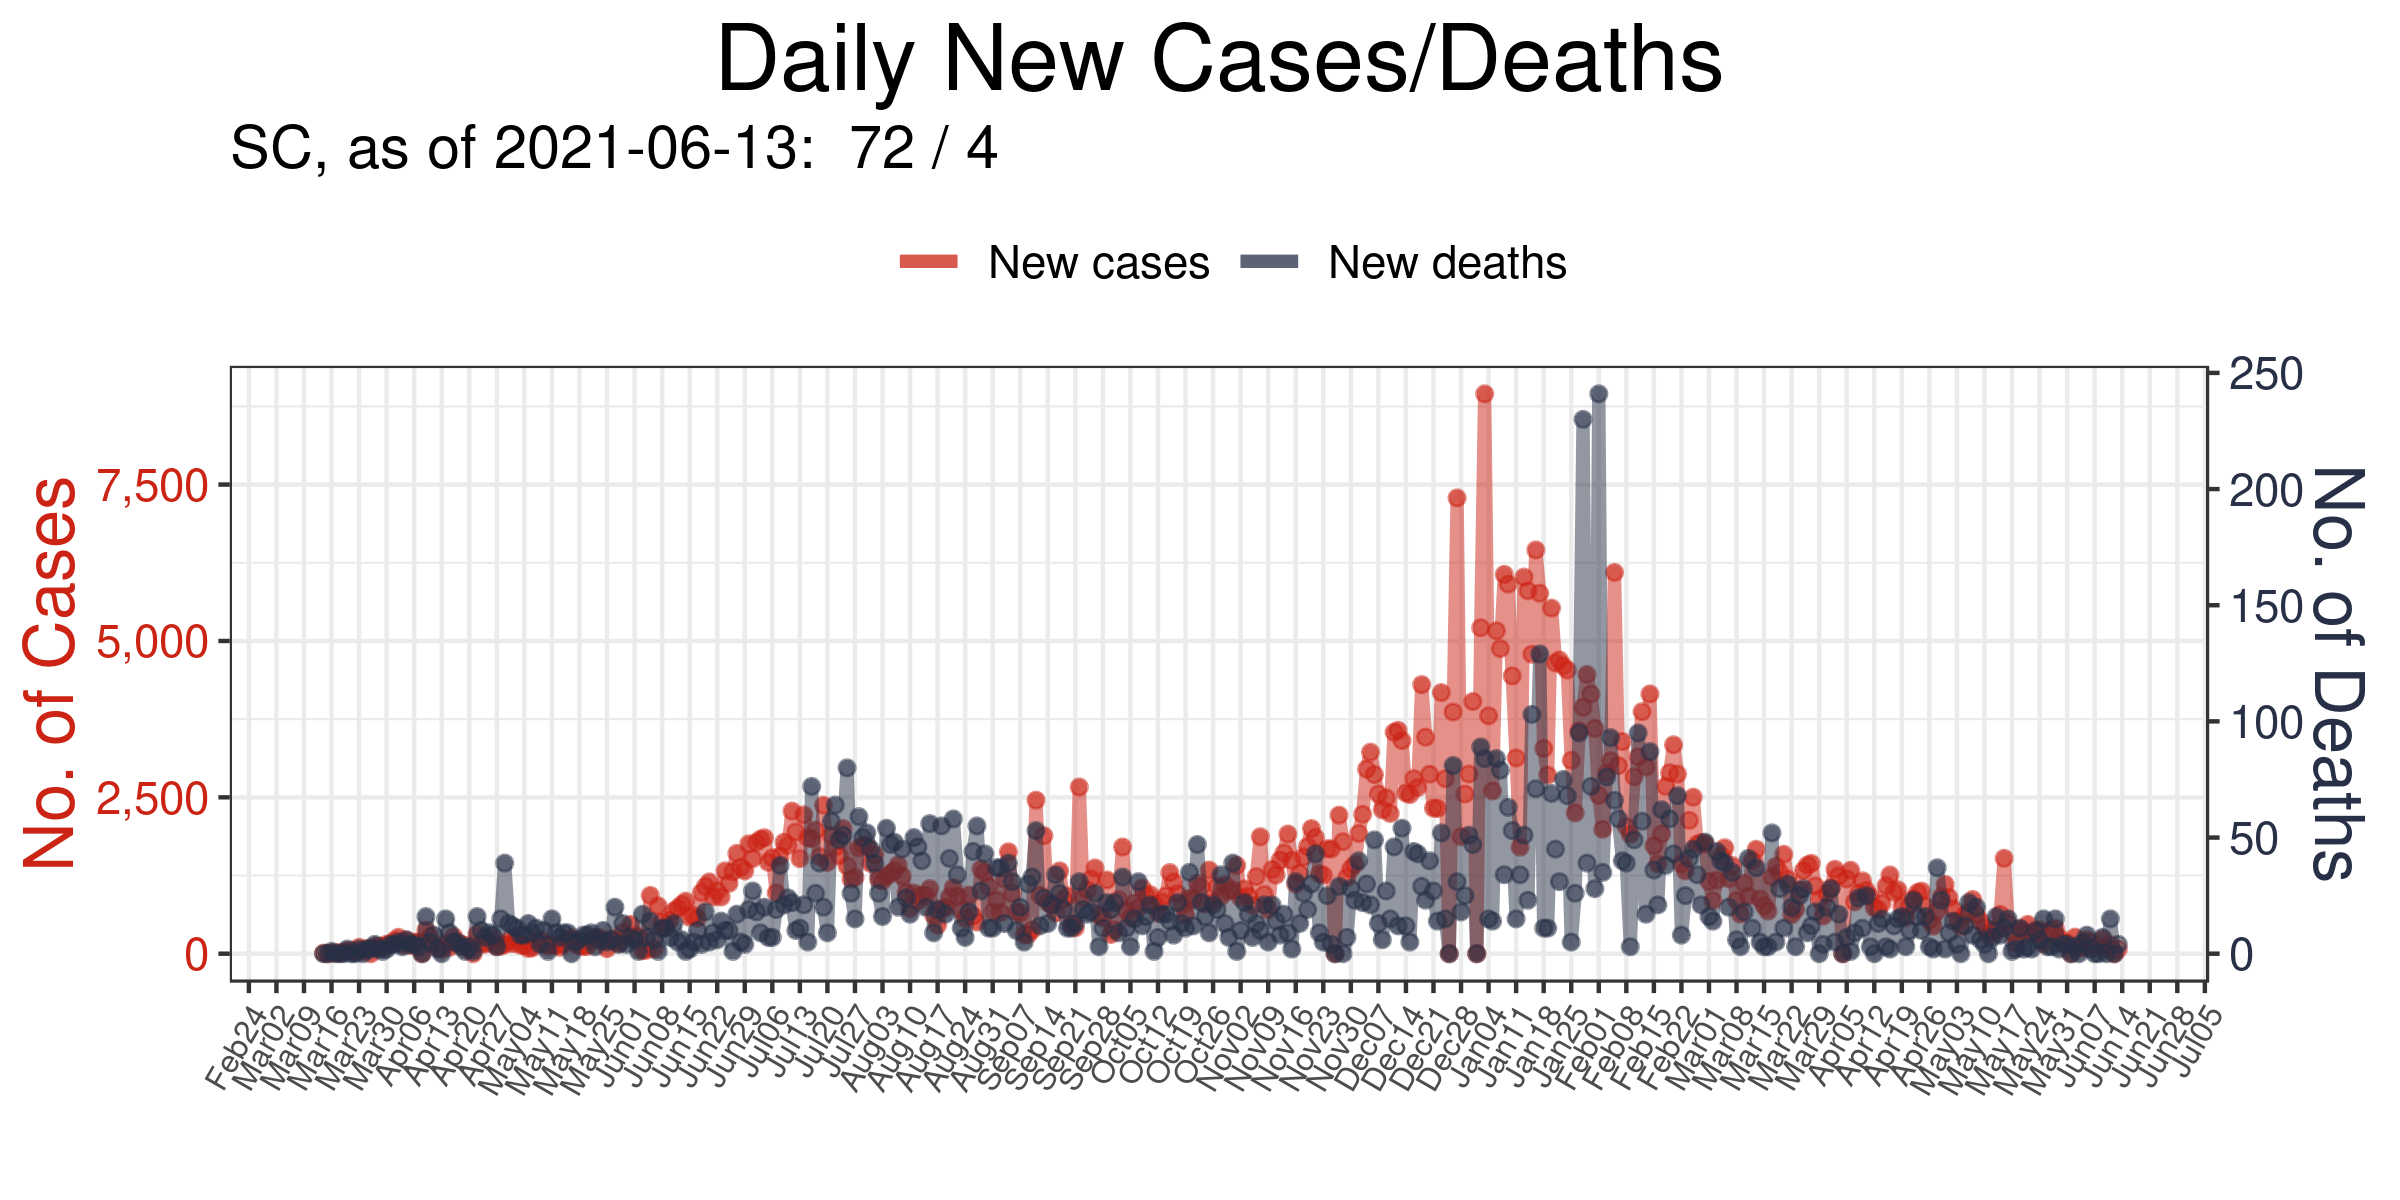 Daily New Cases/Deaths
SC, as of 2021-06-13:  72 / 4
New cases
New deaths
No. of Cases
7,500
5,000
2,500
0
250
200
150
100
50
0
No. of Deaths
Feb24
Mar02
Mar09
Mar16
Mar23
Mar30
Apr06
Apr13
Apr20
Apr27
May04
May11
May18
May25
Jun01
Jun08
Jun15
Jun22
Jun29
Jul06
Jul13
Jul20
Jul27
Aug03
Aug10
Aug17
Aug24
Aug31
Sep07
Sep14
Sep21
Sep28
Oct05
Oct12
Oct19
Oct26
Nov02
Nov09
Nov16
Nov23
Nov30
Dec07
Dec14
Dec21
Dec28
Jan04
Jan11
Jan18
Jan25
Feb01
Feb08
Feb15
Feb22
Mar01
Mar08
Mar15
Mar22
Mar29
Apr05
Apr12
Apr19
Apr26
May03
May10
May17
May24
May31
Jun07
Jun14
Jun21
Jun28
Jul05